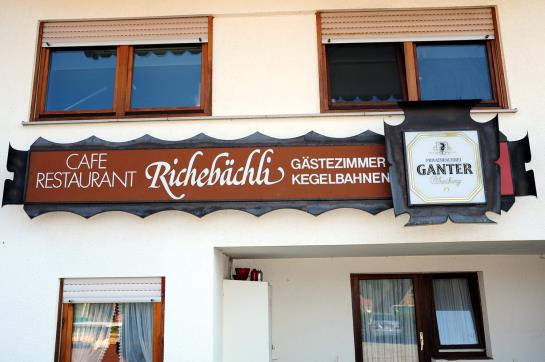 CAFE
RESTAURANT
Richebächli
GÄSTEZIMMER
KEGELBAHNEN
PRIVATBRAUEREI
GANTER
Freiburg